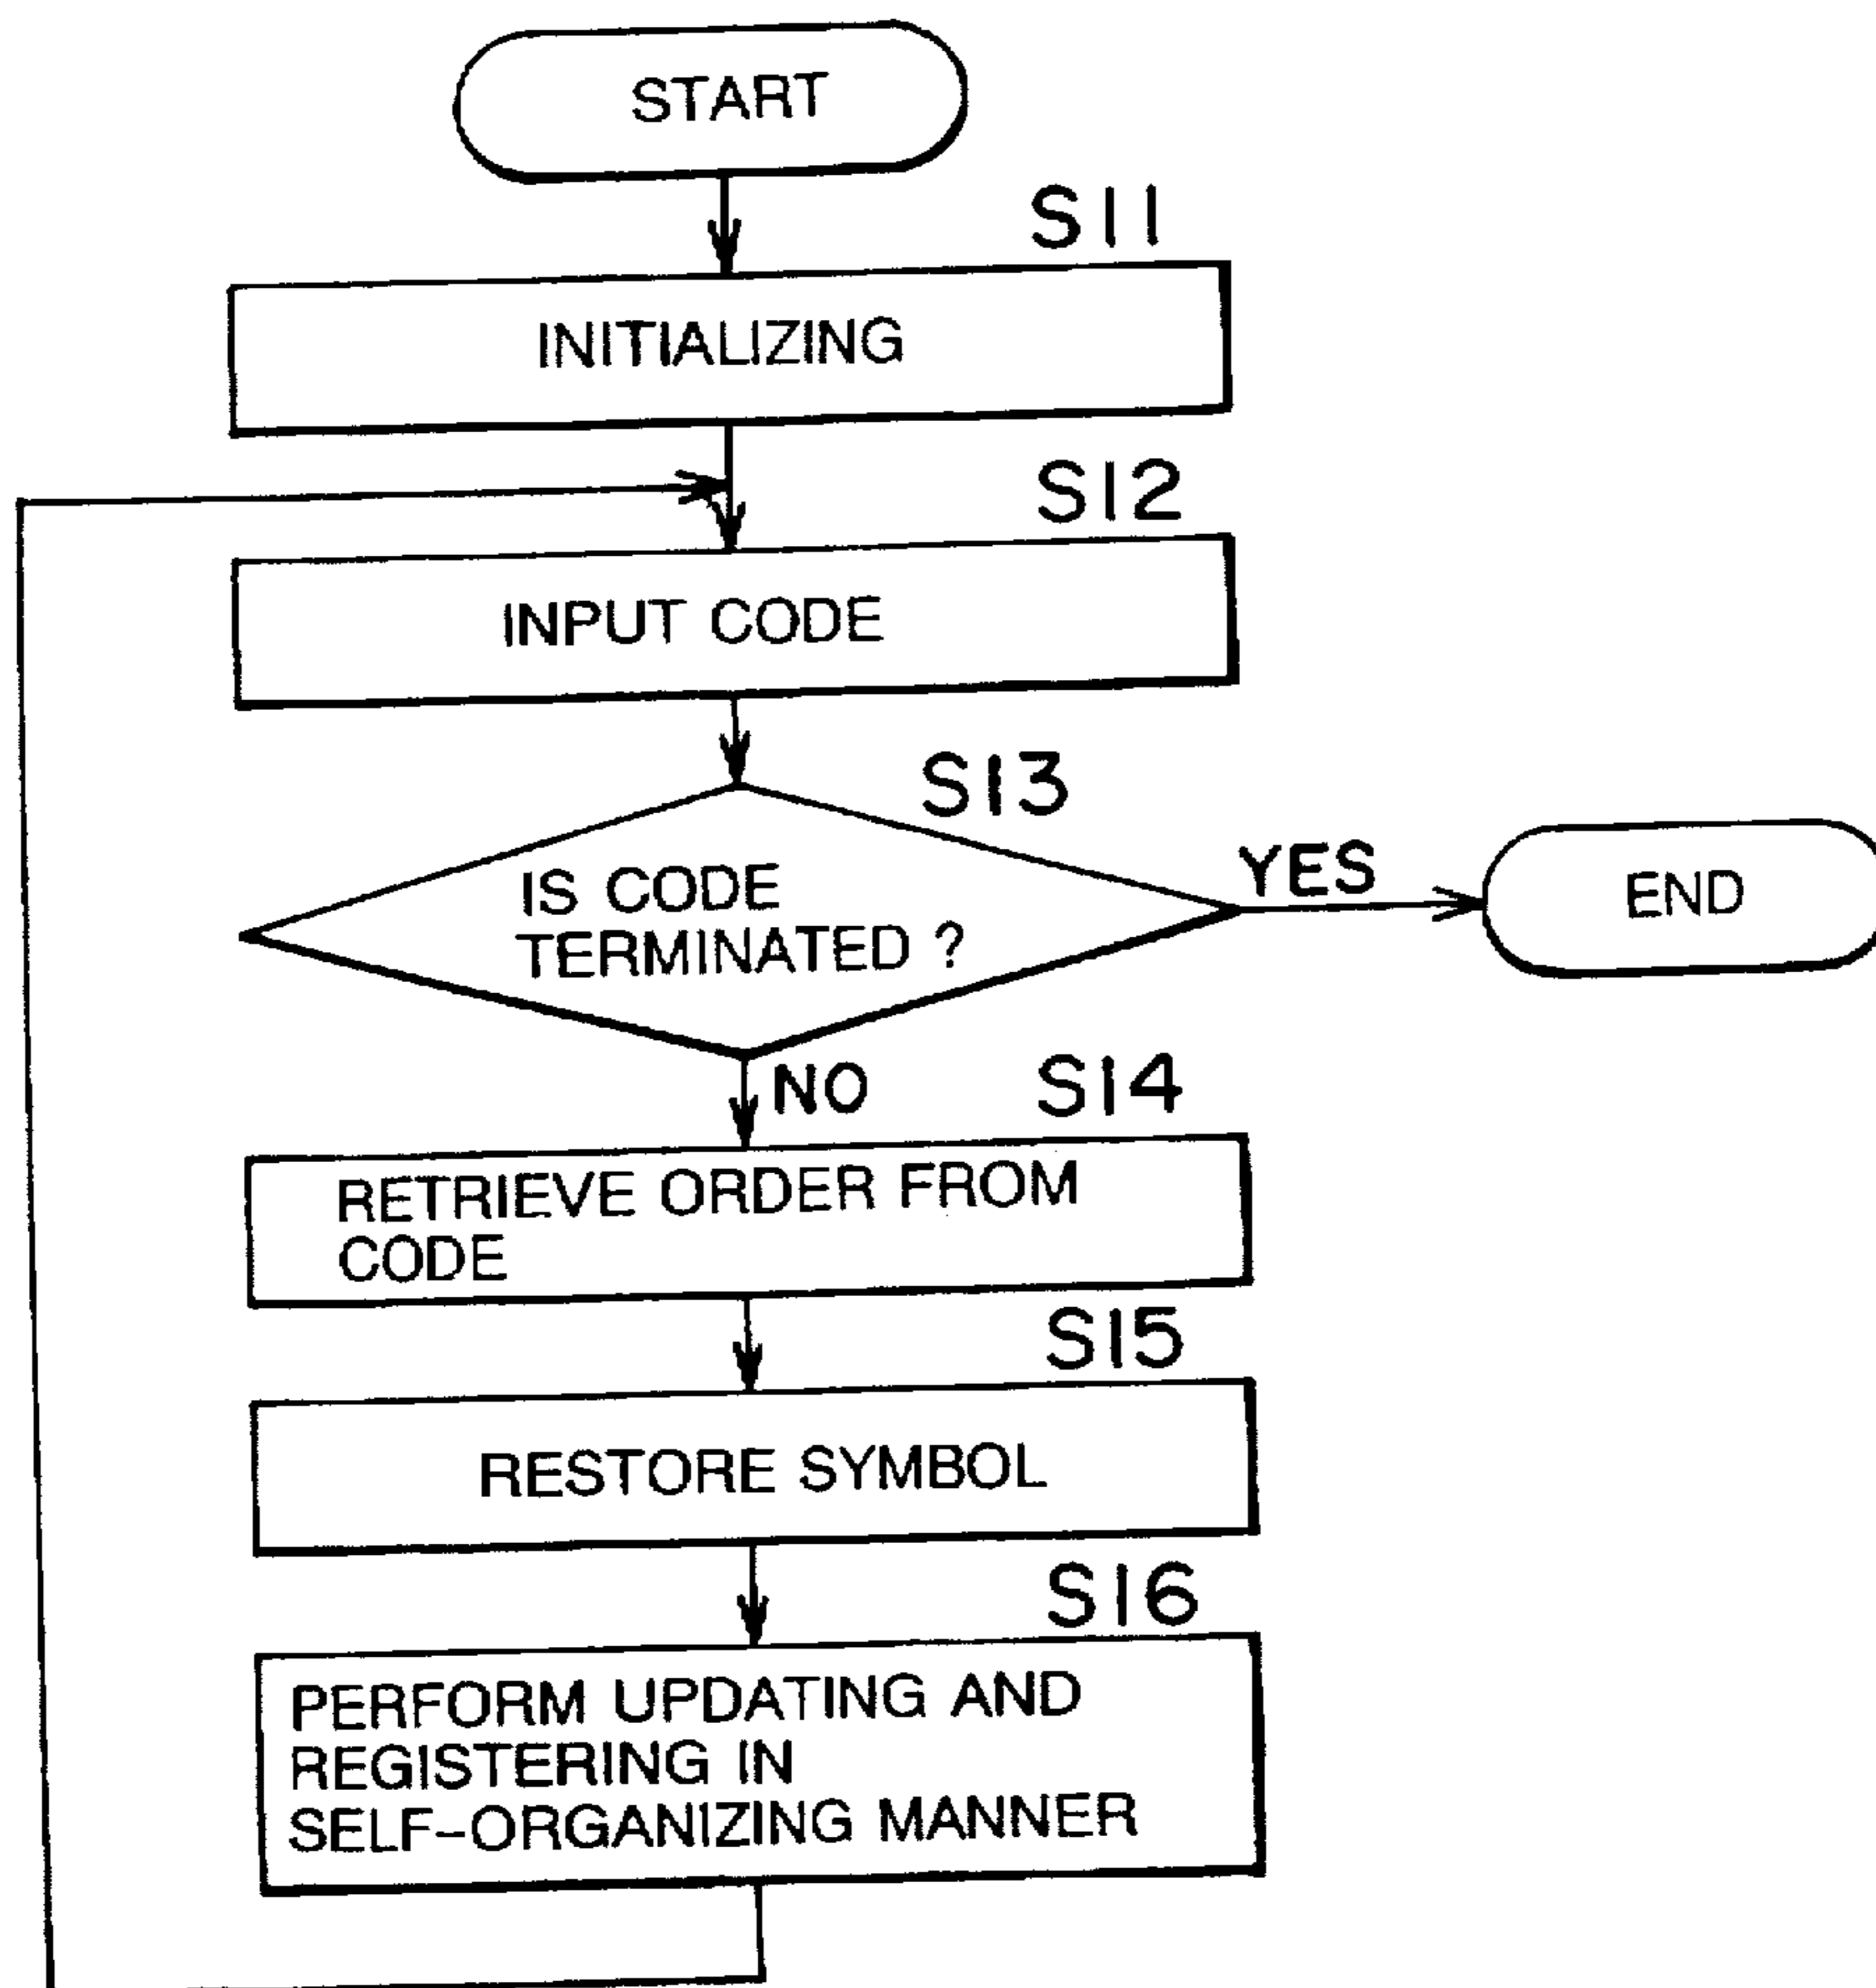 START
S11
INITIALIZING
S12
INPUT CODE
S13
IS CODE
TERMINATED ?
YES
END
NO
S14
RETRIEVE ORDER FROM
CODE
S15
RESTORE SYMBOL
S16
PERFORM UPDATING AND
REGISTERING IN
SELF-ORGANIZING MANNER